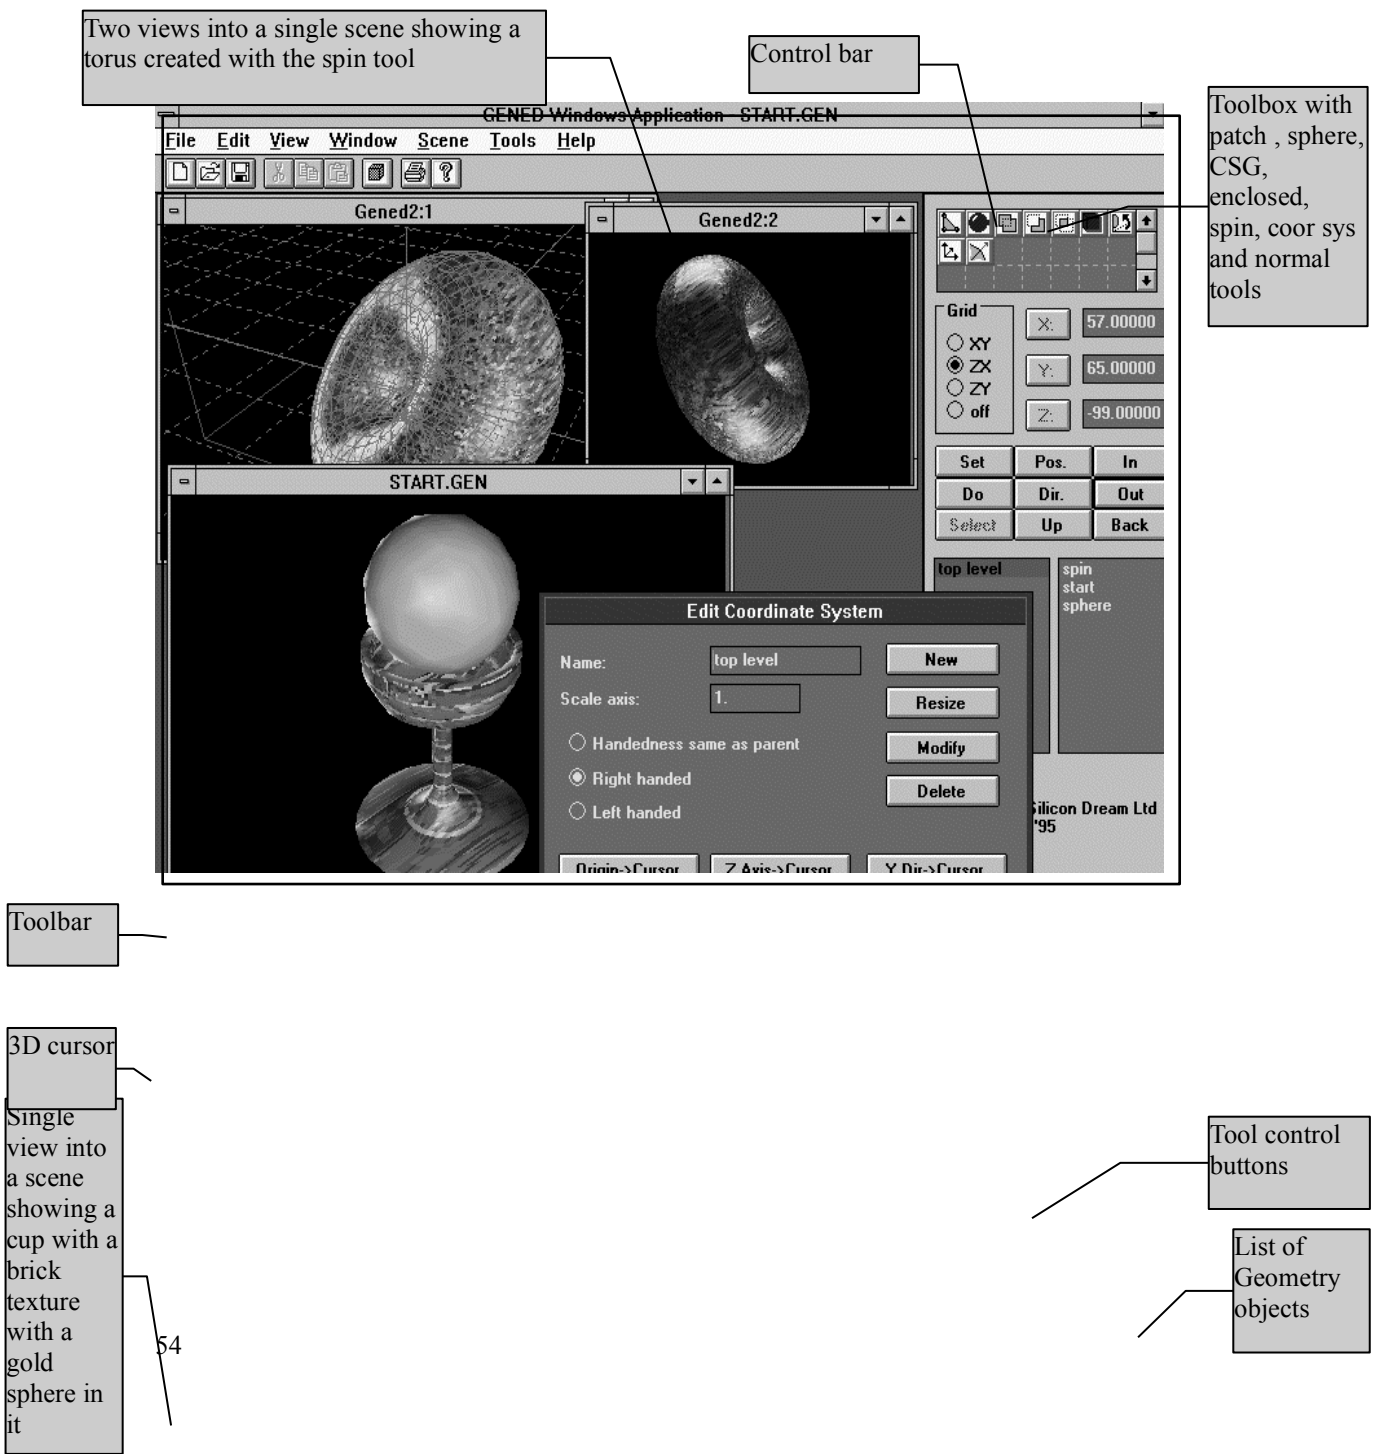 Two views into a single scene showing a
torus created with the spin tool
Control bar
Toolbox with
patch , sphere,
CSG,
enclosed,
spin, coor sys
and normal
tools
GENED Windows Application - START.GEN
File Edit View Window Scene Tools Help
Gened2:1
Gened2:2
Grid
XY
ZX
ZY
off
X: 57.00000
Y: 65.00000
Z: -99.00000
Set Pos. In
Do Dir. Out
Select Up Back
top level
spin
start
sphere
START.GEN
Edit Coordinate System
Name: top level New
Scale axis: 1. Resize
Handedness same as parent Modify
Right handed
Delete
Left handed
Silicon Dream Ltd
'95
Origin->Cursor Z Axis->Cursor Y Dir->Cursor
Toolbar
3D cursor
Single
view into
a scene
showing a
cup with a
brick
texture
with a
gold
sphere in
it
Tool control
buttons
List of
Geometry
objects
54